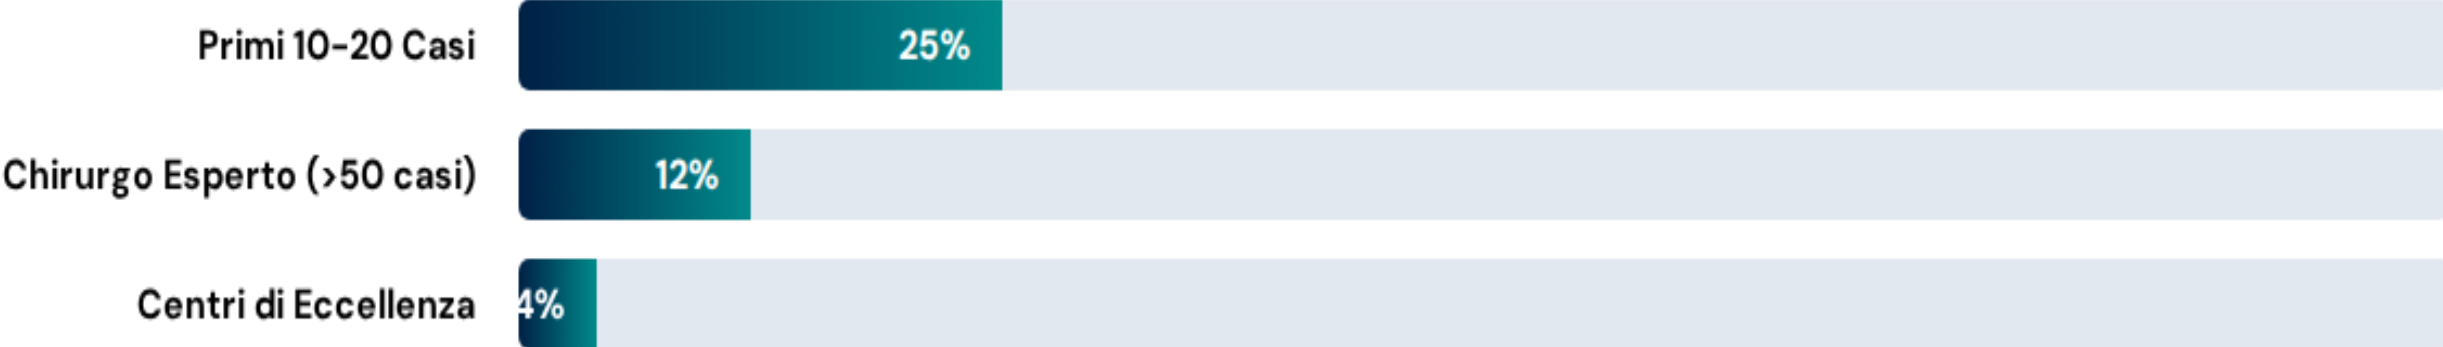 Primi 10-20 Casi 25%
Chirurgo Esperto (>50 casi) 12%
Centri di Eccellenza 4%